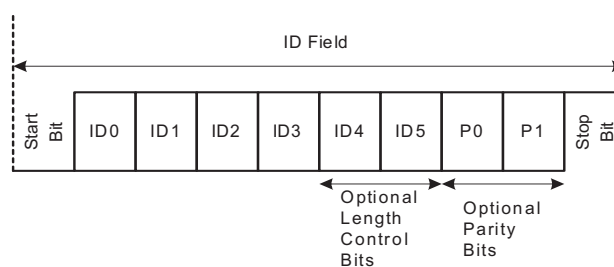 ID Field
Start Bit
ID0
ID1
ID2
ID3
ID4
ID5
P0
P1
Stop Bit
Optional
Length
Control
Bits
Optional
Parity
Bits